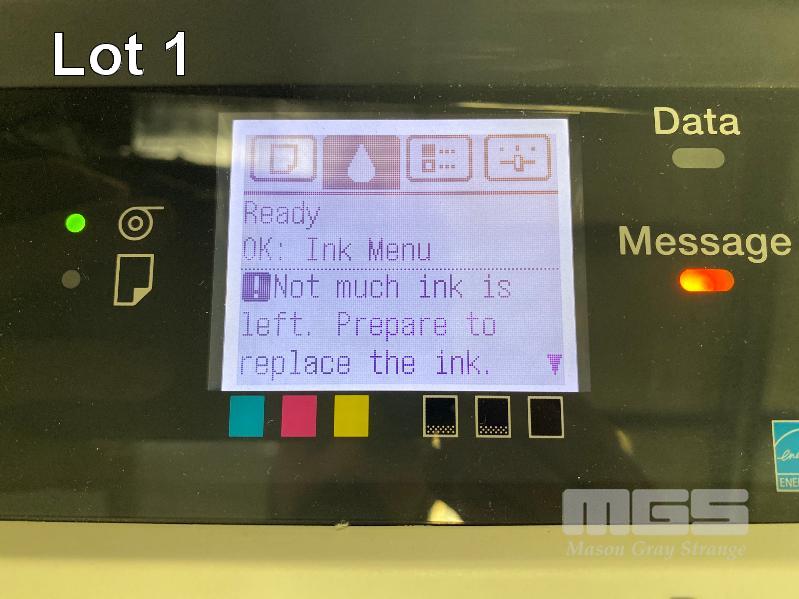 Lot 1
Data
Ready
OK: Ink Menu
Message
!Not much ink is
left. Prepare to
replace the ink.
MGS
Mason Gray Strange